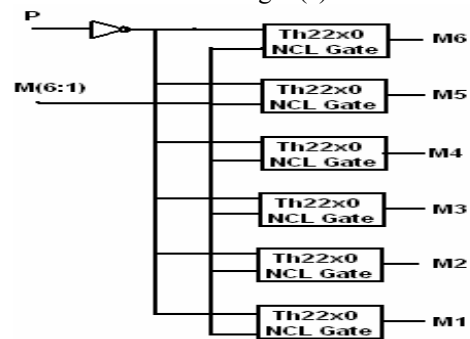 P
Th22x0
NCL Gate
M6
M(6:1)
Th22x0
NCL Gate
M5
Th22x0
NCL Gate
M4
Th22x0
NCL Gate
M3
Th22x0
NCL Gate
M2
Th22x0
NCL Gate
M1